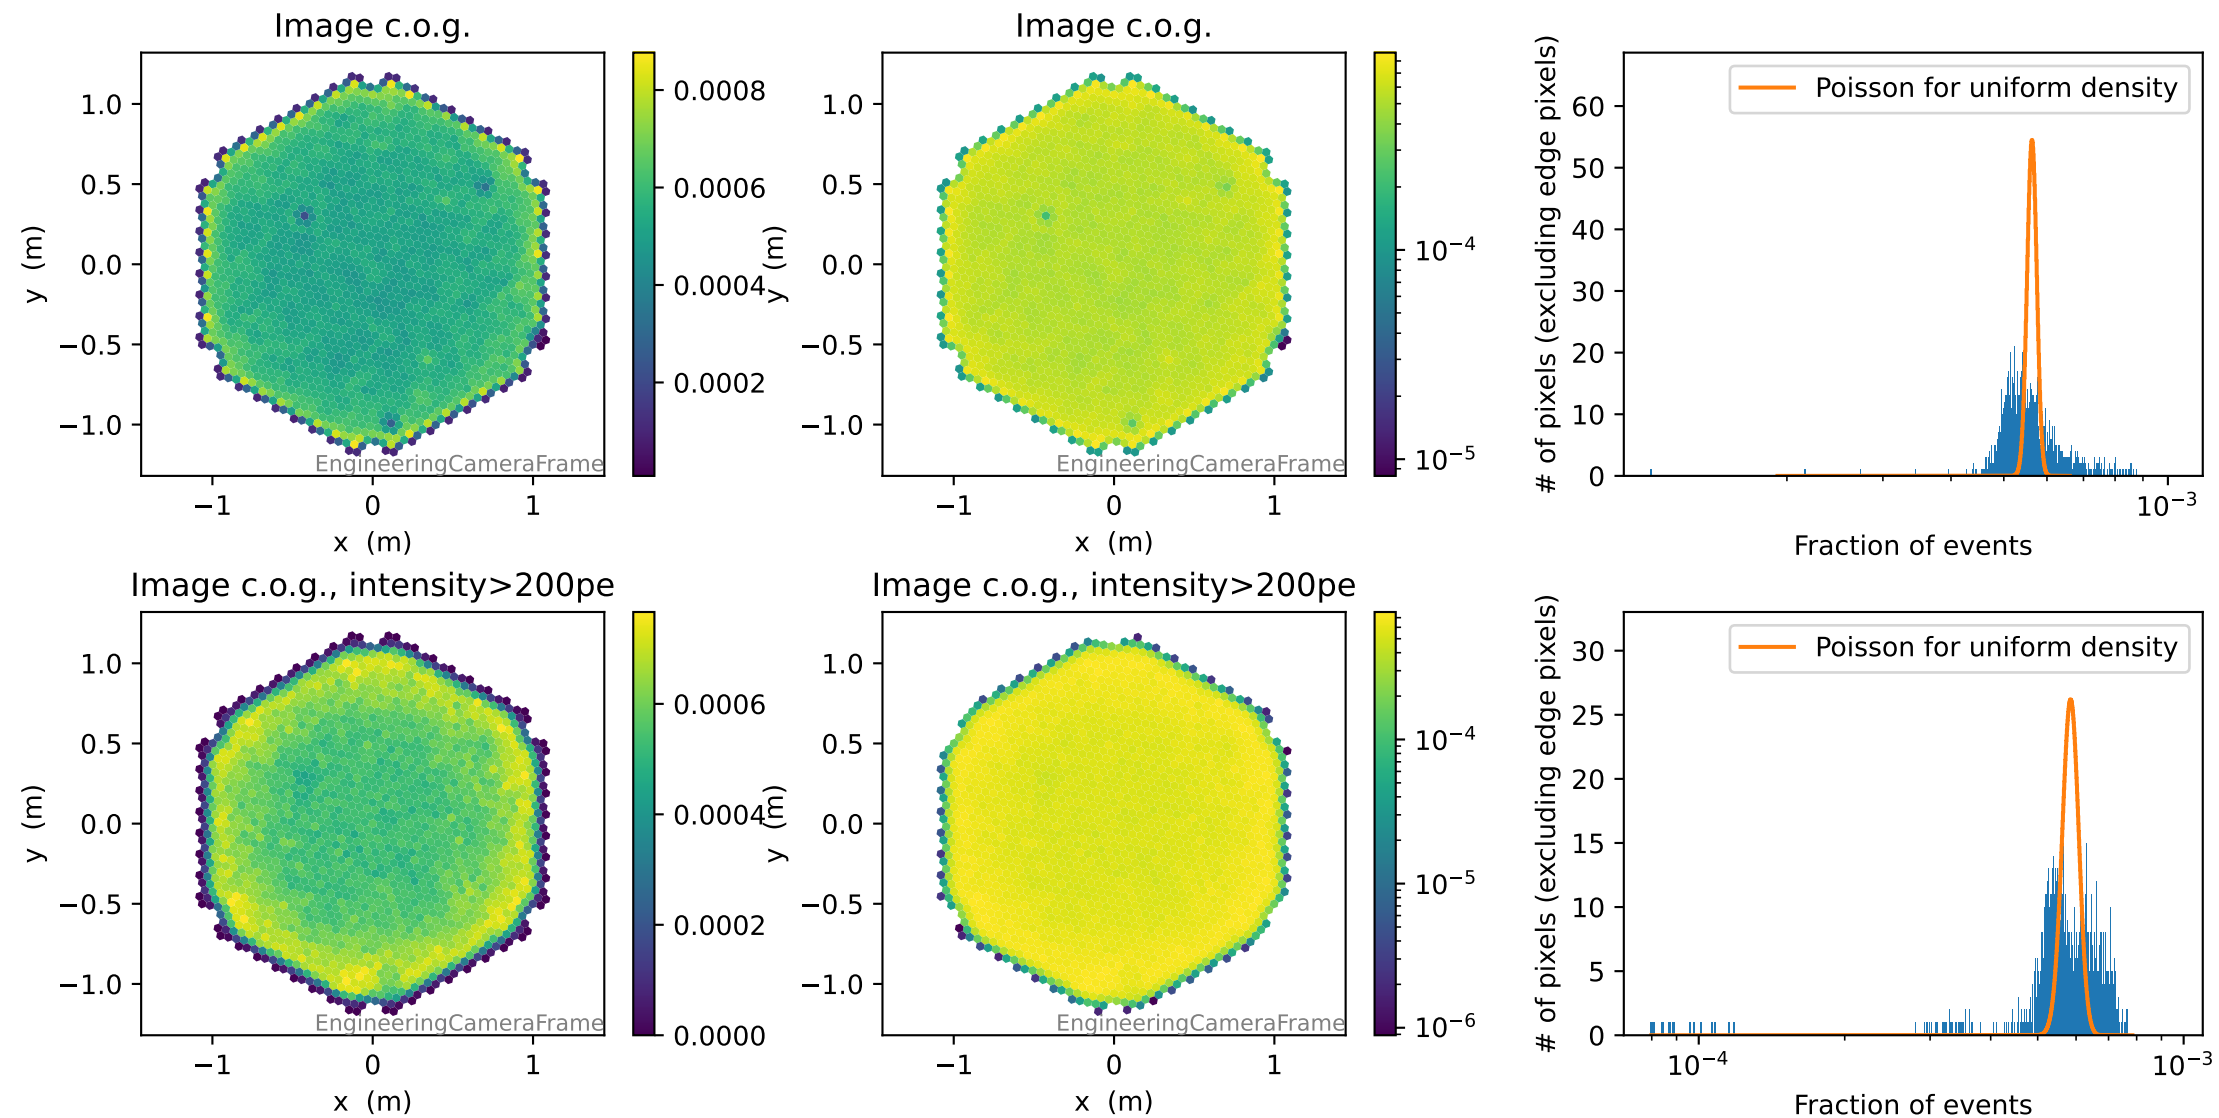 Image c.o.g.
1.0
0.5
0.0
−0.5
−1.0
y (m)
−1 0 1
x (m)
EngineeringCameraFrame
0.0008
0.0006
0.0004
0.0002
Image c.o.g.
1.0
0.5
0.0
−0.5
−1.0
y (m)
−1 0 1
x (m)
EngineeringCameraFrame
10⁻⁴
10⁻⁵
# of pixels (excluding edge pixels)
60
50
40
30
20
10
0
Poisson for uniform density
10⁻³
Fraction of events
Image c.o.g., intensity>200pe
1.0
0.5
0.0
−0.5
−1.0
y (m)
−1 0 1
x (m)
EngineeringCameraFrame
0.0006
0.0004
0.0002
0.0000
Image c.o.g., intensity>200pe
1.0
0.5
0.0
−0.5
−1.0
y (m)
−1 0 1
x (m)
EngineeringCameraFrame
10⁻⁴
10⁻⁵
10⁻⁶
# of pixels (excluding edge pixels)
30
25
20
15
10
5
0
Poisson for uniform density
10⁻⁴ 10⁻³
Fraction of events